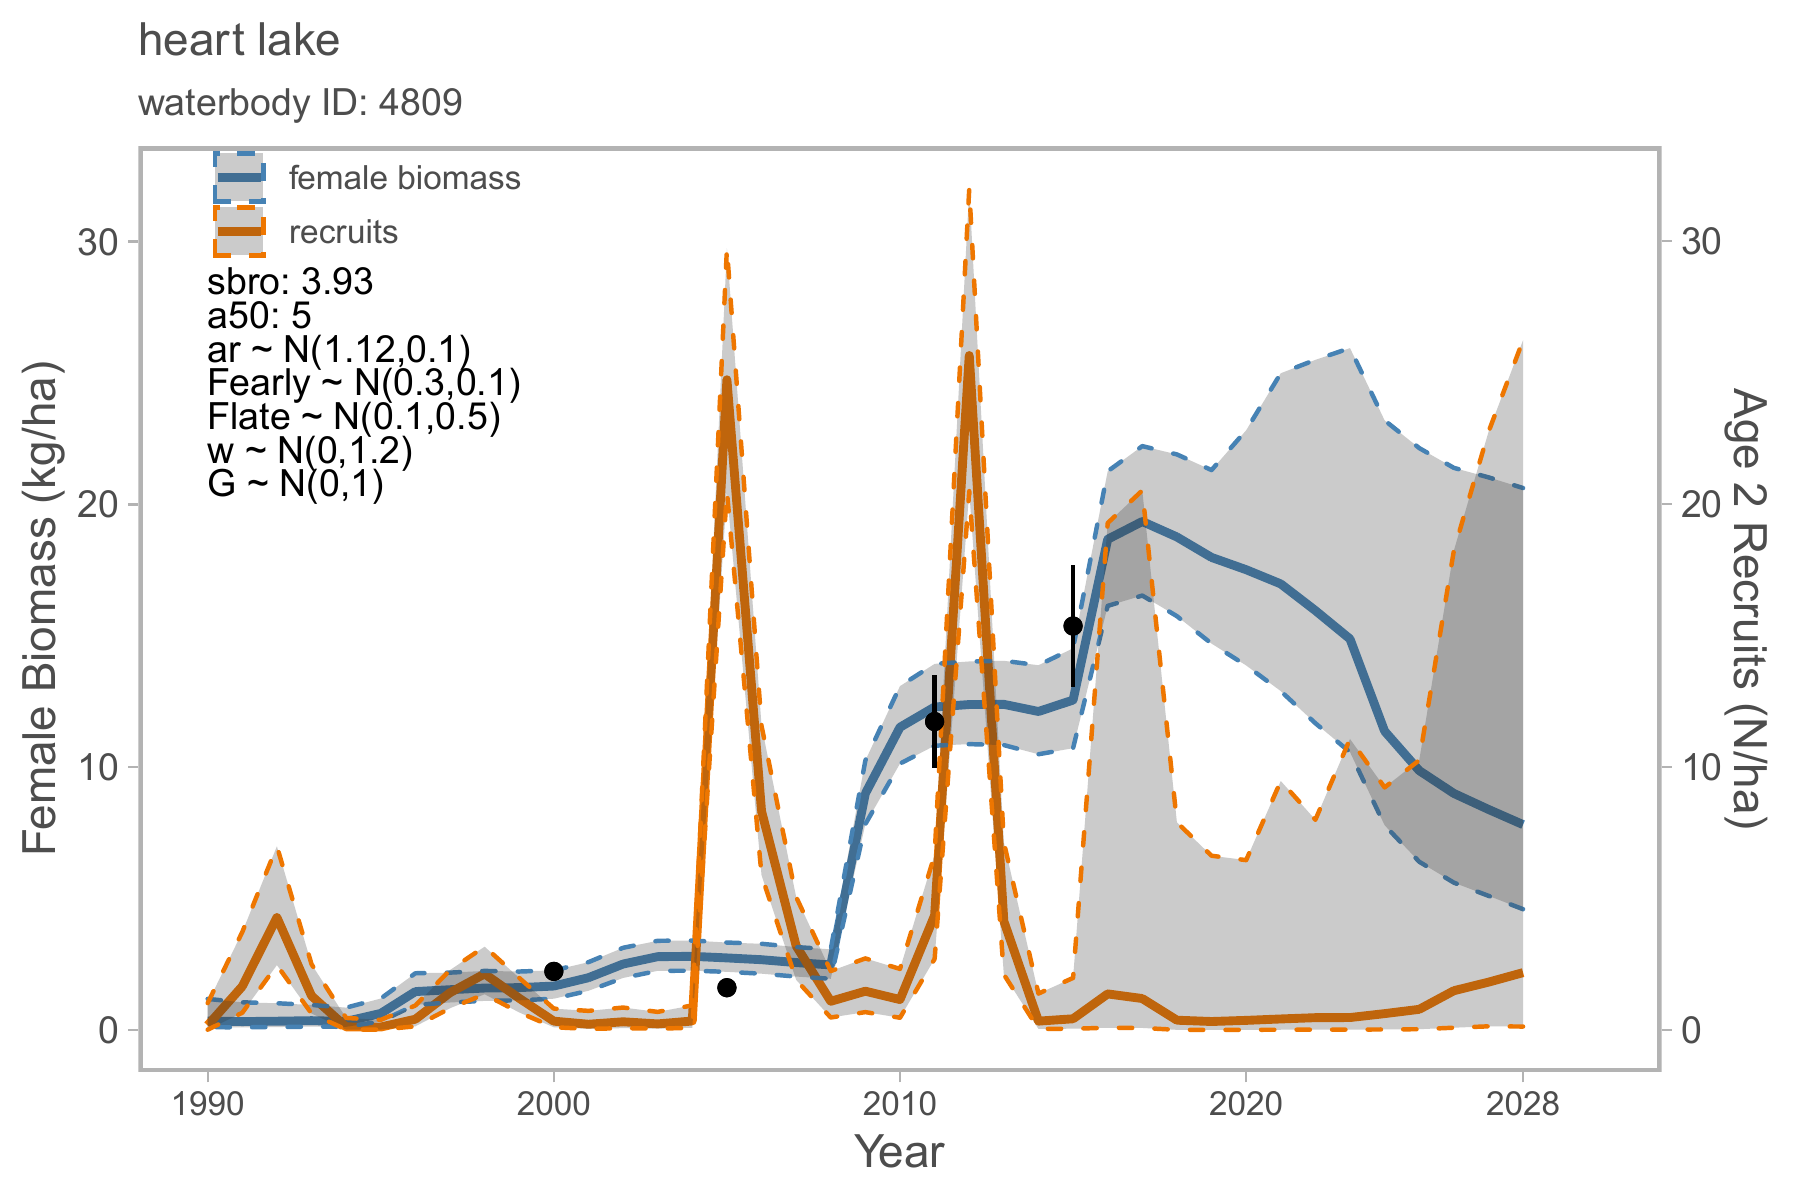 heart lake
waterbody ID: 4809
female biomass
recruits
sbro: 3.93
a50: 5
ar ~ N(1.12,0.1)
Fearly ~ N(0.3,0.1)
Flate ~ N(0.1,0.5)
w ~ N(0,1.2)
G ~ N(0,1)
Female Biomass (kg/ha)
30
20
10
0
30
20
10
0
Age 2 Recruits (N/ha)
1990
2000
2010
2020
2028
Year